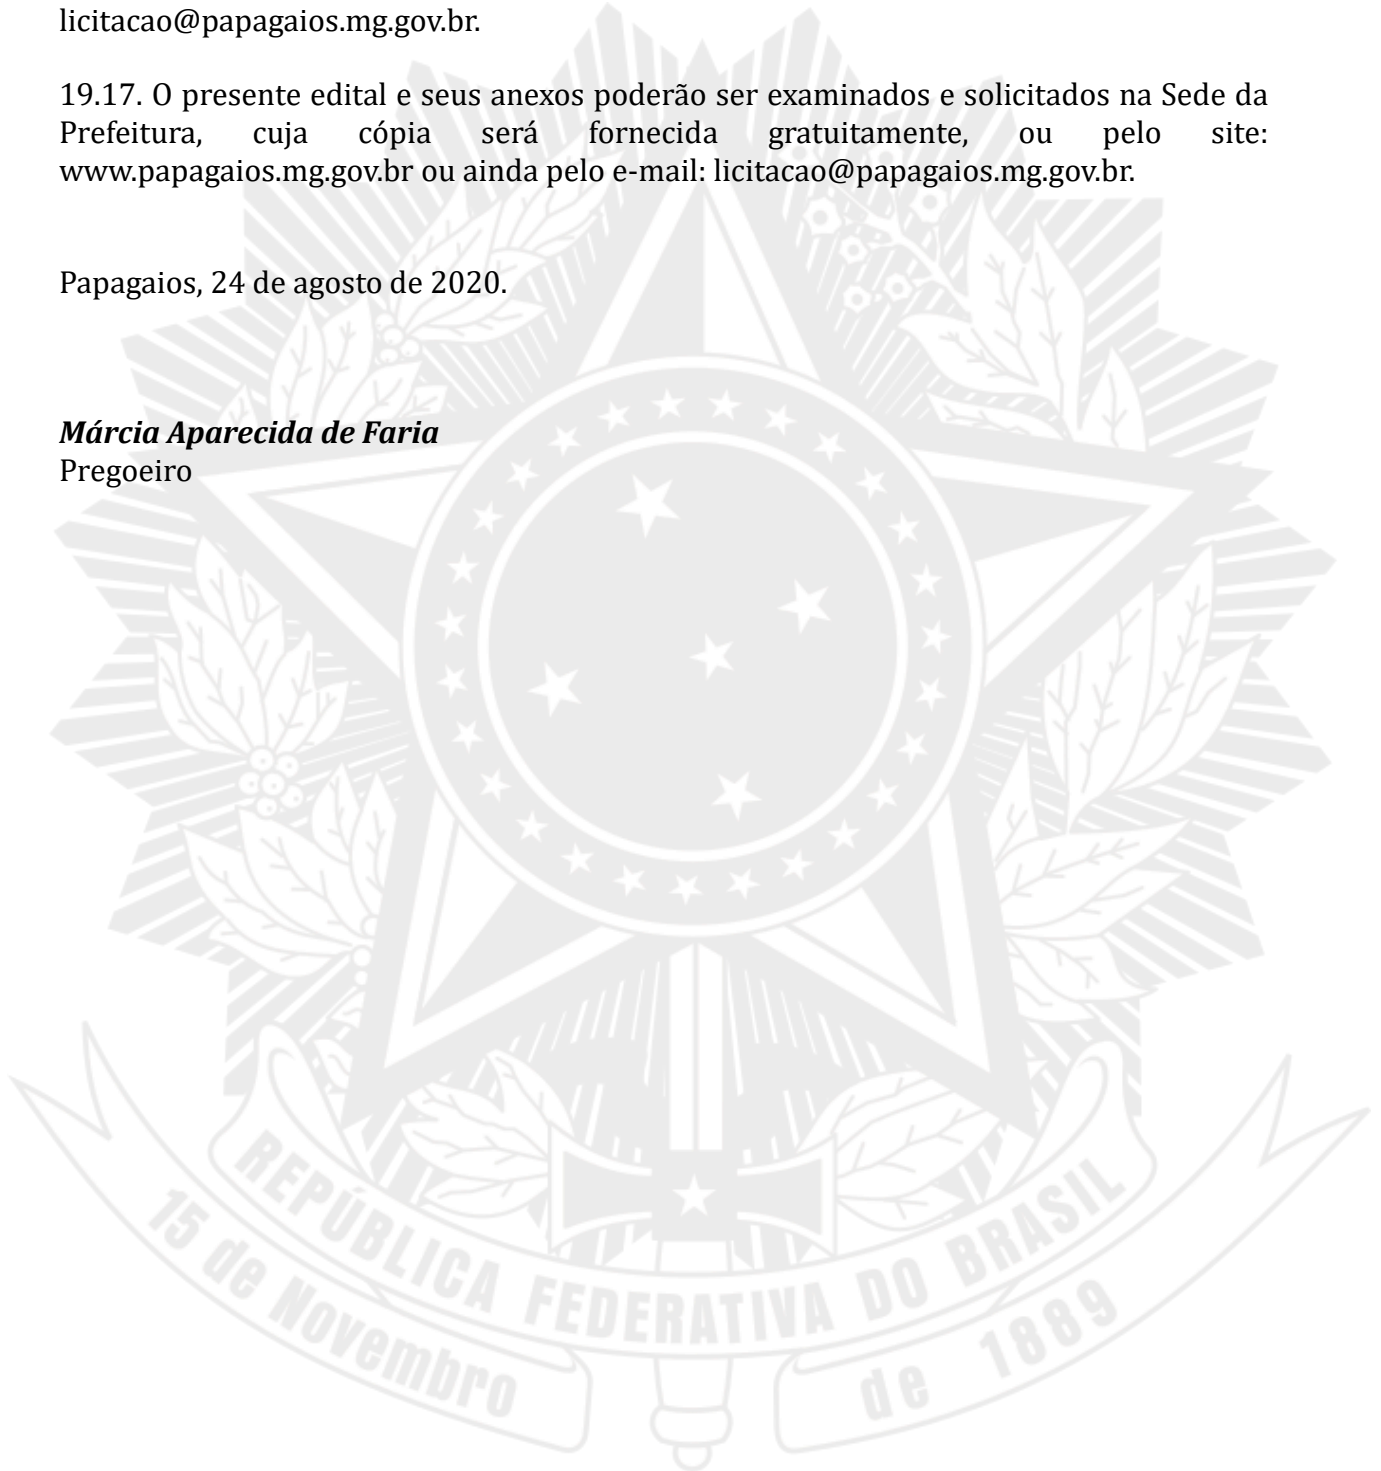 licitacao@papagaios.mg.gov.br.
19.17. O presente edital e seus anexos poderão ser examinados e solicitados na Sede da
Prefeitura, cuja cópia será fornecida gratuitamente, ou pelo site:
www.papagaios.mg.gov.br ou ainda pelo e-mail: licitacao@papagaios.mg.gov.br.
Papagaios, 24 de agosto de 2020.
Márcia Aparecida de Faria
Pregoeiro
REPÚBLICA FEDERATIVA DO BRASIL
15 de Novembro de 1889